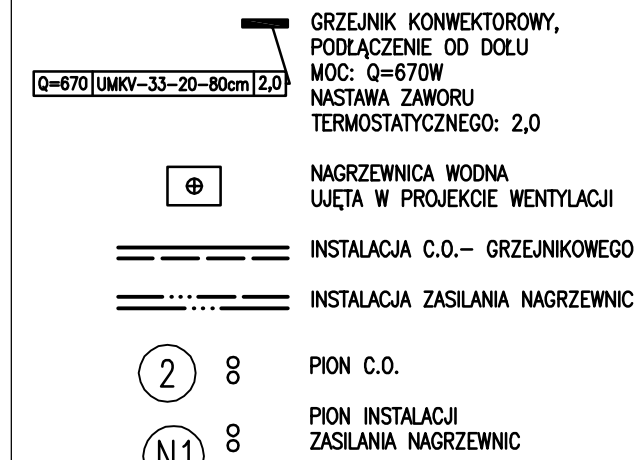 GRZEJNIK KONWEKTOROWY,
PODŁĄCZENIE OD DOŁU
MOC: Q=670W
NASTAWA ZAWORU
TERMOSTATYCZNEGO: 2,0
Q=670 UMKV-33-20-80cm 2,0
NAGRZEWNICA WODNA
UJĘTA W PROJEKCIE WENTYLACJI
INSTALACJA C.O.- GRZEJNIKOWEGO
INSTALACJA ZASILANIA NAGRZEWNIC
2 PION C.O.
PION INSTALACJI
ZASILANIA NAGRZEWNIC
N1